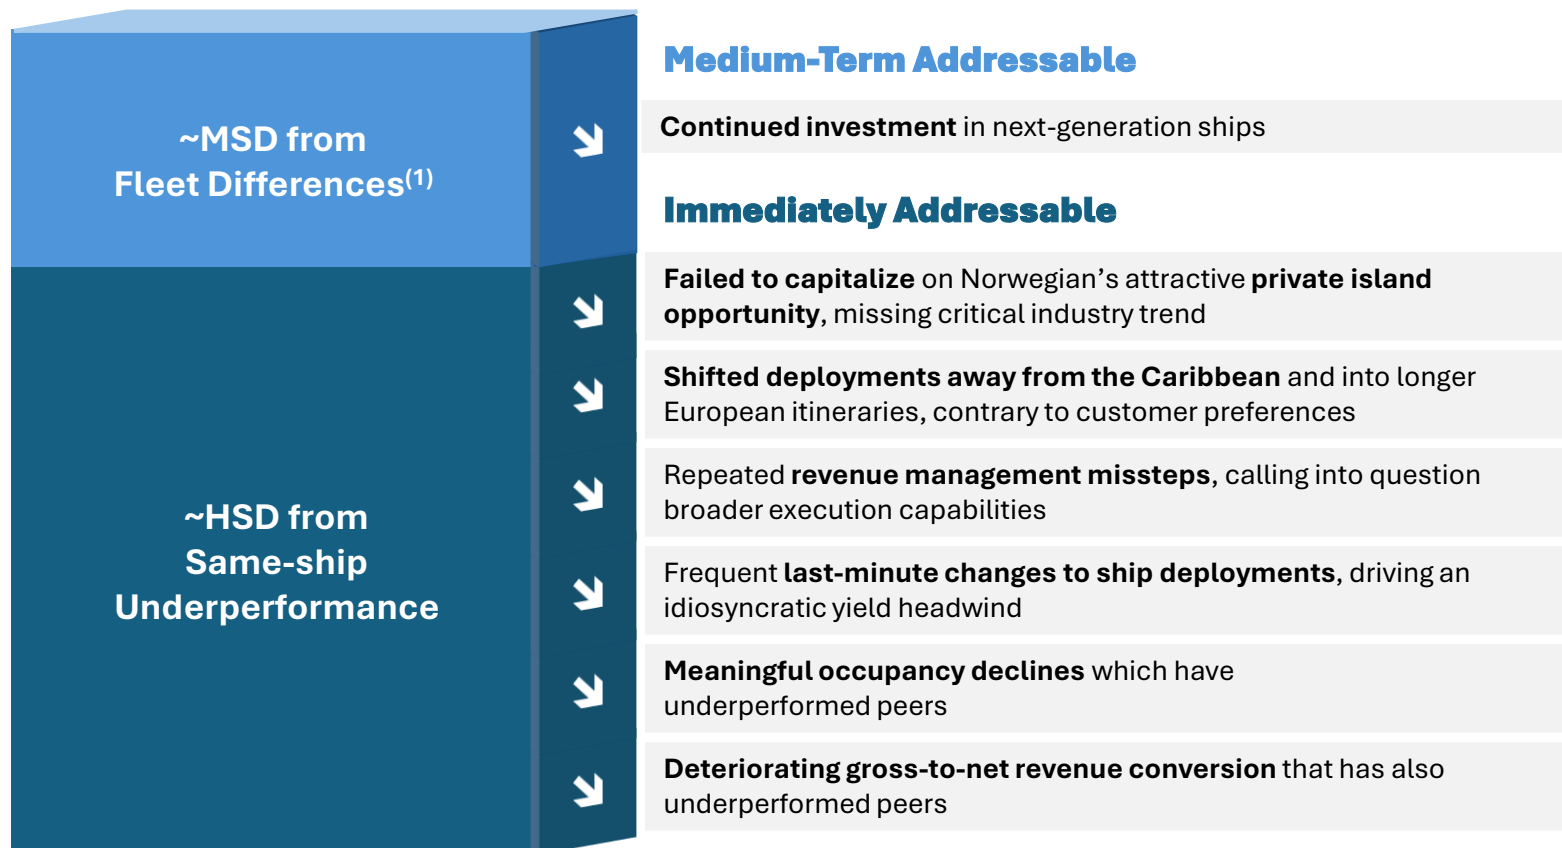 ~MSD from
Fleet Differences(1)
Medium-Term Addressable
Continued investment in next-generation ships
~HSD from
Same-ship
Underperformance
Immediately Addressable
Failed to capitalize on Norwegian’s attractive private island
opportunity, missing critical industry trend
Shifted deployments away from the Caribbean and into longer
European itineraries, contrary to customer preferences
Repeated revenue management missteps, calling into question
broader execution capabilities
Frequent last-minute changes to ship deployments, driving an
idiosyncratic yield headwind
Meaningful occupancy declines which have
underperformed peers
Deteriorating gross-to-net revenue conversion that has also
underperformed peers